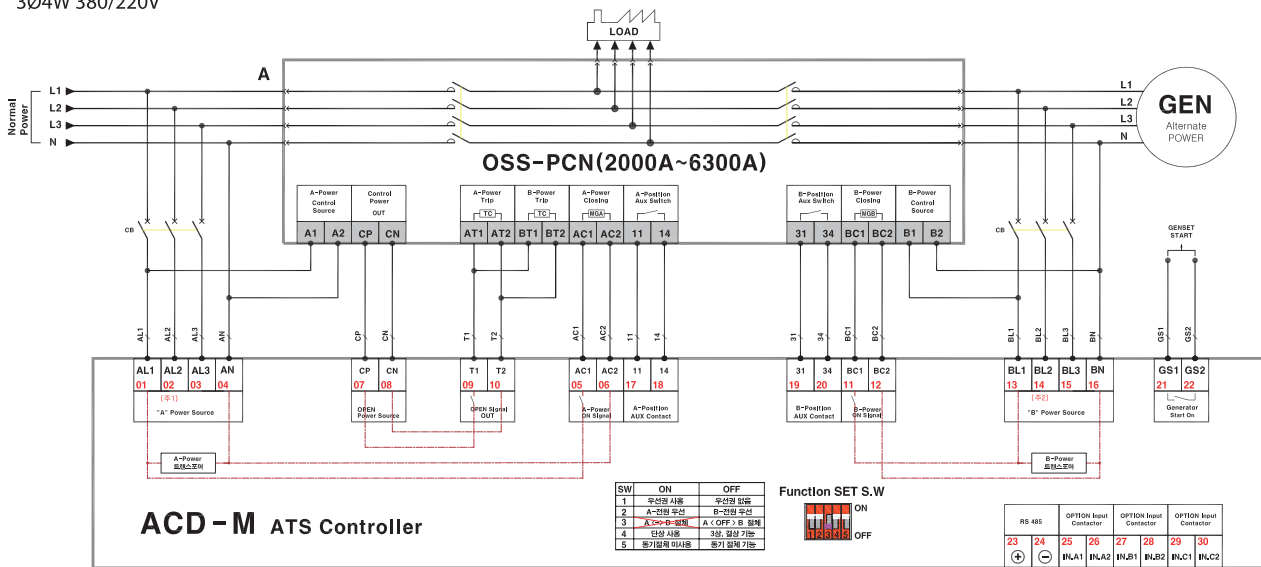 3Ø4W 380/220V
LOAD
A
Normal Power
L1
L2
L3
N
L1
L2
L3
N
GEN
Alternate
POWER
OSS-PCN(2000A~6300A)
A-Power Control Source
Control Power OUT
A-Power Trip
B-Power Trip
A-Power Closing
A-Position Aux Switch
B-Position Aux Switch
B-Power Closing
B-Power Control Source
TC
TC
MGA
MGB
A1 A2 CP CN
AT1 AT2 BT1 BT2 AC1 AC2 11 14
31 34 BC1 BC2 B1 B2
CB
CB
GENSET START
AL1 AL2 AL3 AN CP CN T1 T2 AC1 AC2 11 14 31 34 BC1 BC2 BL1 BL2 BL3 BN GS1 GS2
AL1 AL2 AL3 AN CP CN T1 T2 AC1 AC2 11 14 31 34 BC1 BC2 BL1 BL2 BL3 BN GS1 GS2
01 02 03 04 07 08 09 10 05 06 17 18 19 20 11 12 13 14 15 16 21 22
(주1)
(주2)
"A" Power Source
OPEN Power Source
OPEN Signal OUT
A-Power ON Signal
A-Position AUX Contact
B-Position AUX Contact
B-Power ON Signal
"B" Power Source
Generator Start On
A-Power
트랜스포머
B-Power
트랜스포머
ACD-M ATS Controller
SW ON OFF
1 우선권 사용 우선권 없음
2 A-전원 우선 B-전원 우선
3 A <=> B 절체 A < OFF > B 절체
4 단상 사용 3상, 결상 기능
5 동기절체 미사용 동기 절체 기능
Function SET S.W
ON
OFF
1 2 3 4 5
RS 485
OPTION Input Contactor
OPTION Input Contactor
OPTION Input Contactor
23 24 25 26 27 28 29 30
+ − IN.A1 IN.A2 IN.B1 IN.B2 IN.C1 IN.C2